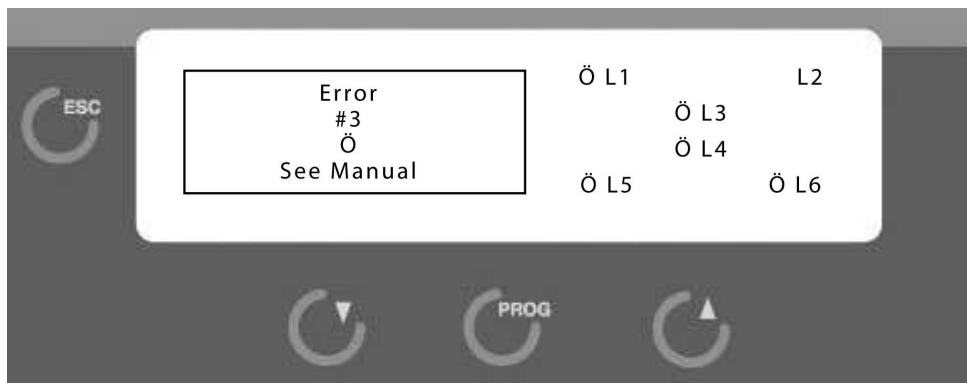 ESC
Error
#3
Ö
See Manual
Ö L1 L2
Ö L3
Ö L4
Ö L5 Ö L6
▼ PROG ▲